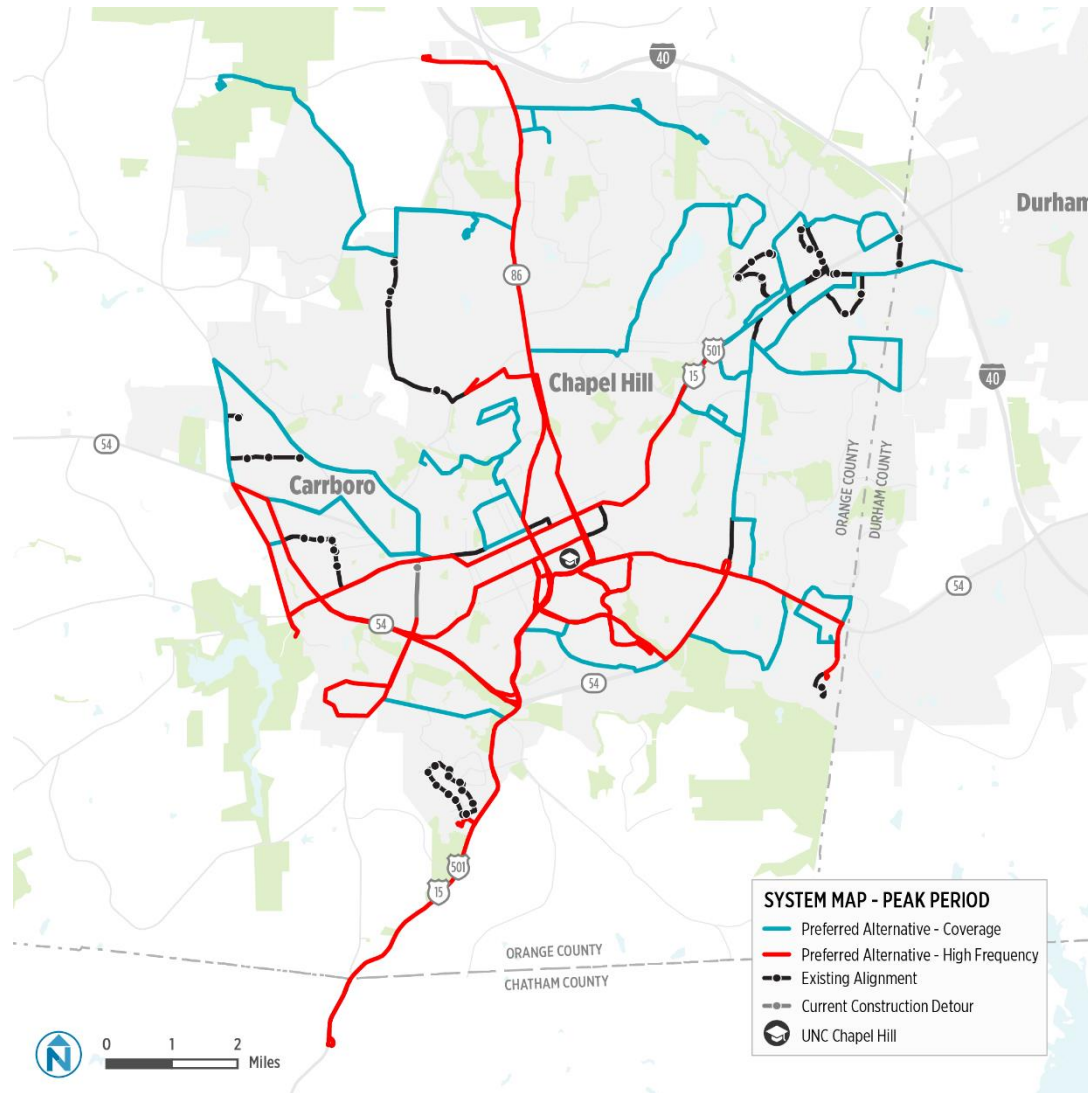 40
Durham
86
501
15
Chapel Hill
40
54
Carrboro
ORANGE COUNTY
DURHAM COUNTY
54
54
54
501
15
ORANGE COUNTY
CHATHAM COUNTY
SYSTEM MAP - PEAK PERIOD
Preferred Alternative - Coverage
Preferred Alternative - High Frequency
Existing Alignment
Current Construction Detour
UNC Chapel Hill
N
0 1 2
Miles